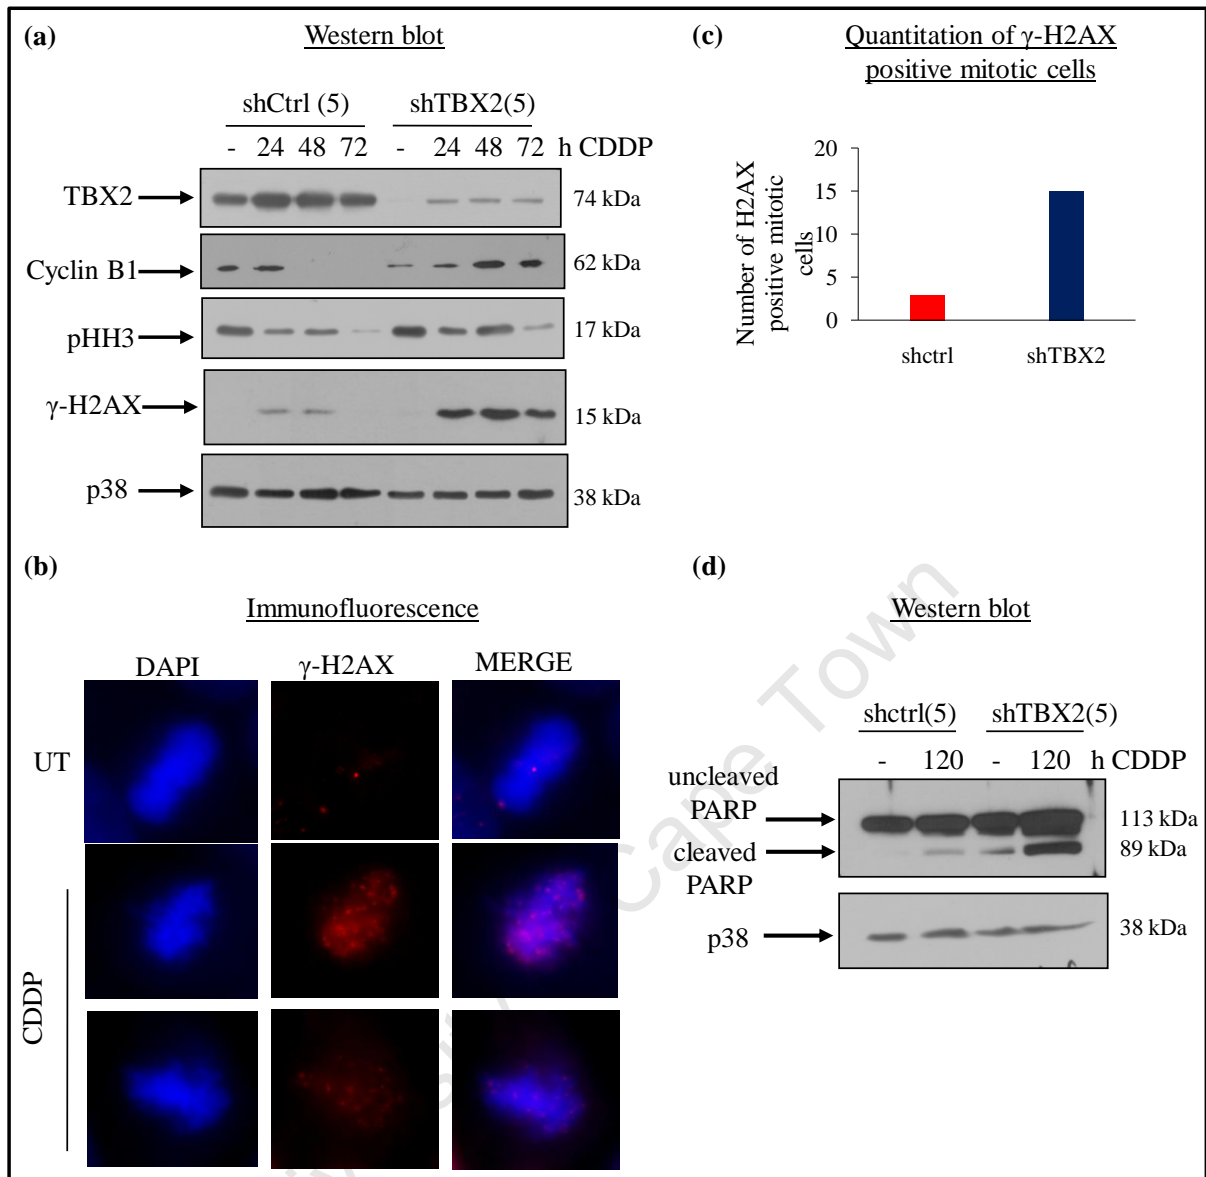 (a)
Western blot
shCtrl (5) shTBX2(5)
- 24 48 72 - 24 48 72 h CDDP
TBX2 74 kDa
Cyclin B1 62 kDa
pHH3 17 kDa
γ-H2AX 15 kDa
p38 38 kDa
(c)
Quantitation of γ-H2AX
positive mitotic cells
Number of H2AX
positive mitotic
cells
20
15
10
5
0
shctrl shTBX2
(b)
Immunofluorescence
DAPI γ-H2AX MERGE
UT
CDDP
(d)
Western blot
shctrl(5) shTBX2(5)
- 120 - 120 h CDDP
uncleaved
PARP 113 kDa
cleaved
PARP 89 kDa
p38 38 kDa
Cape Town